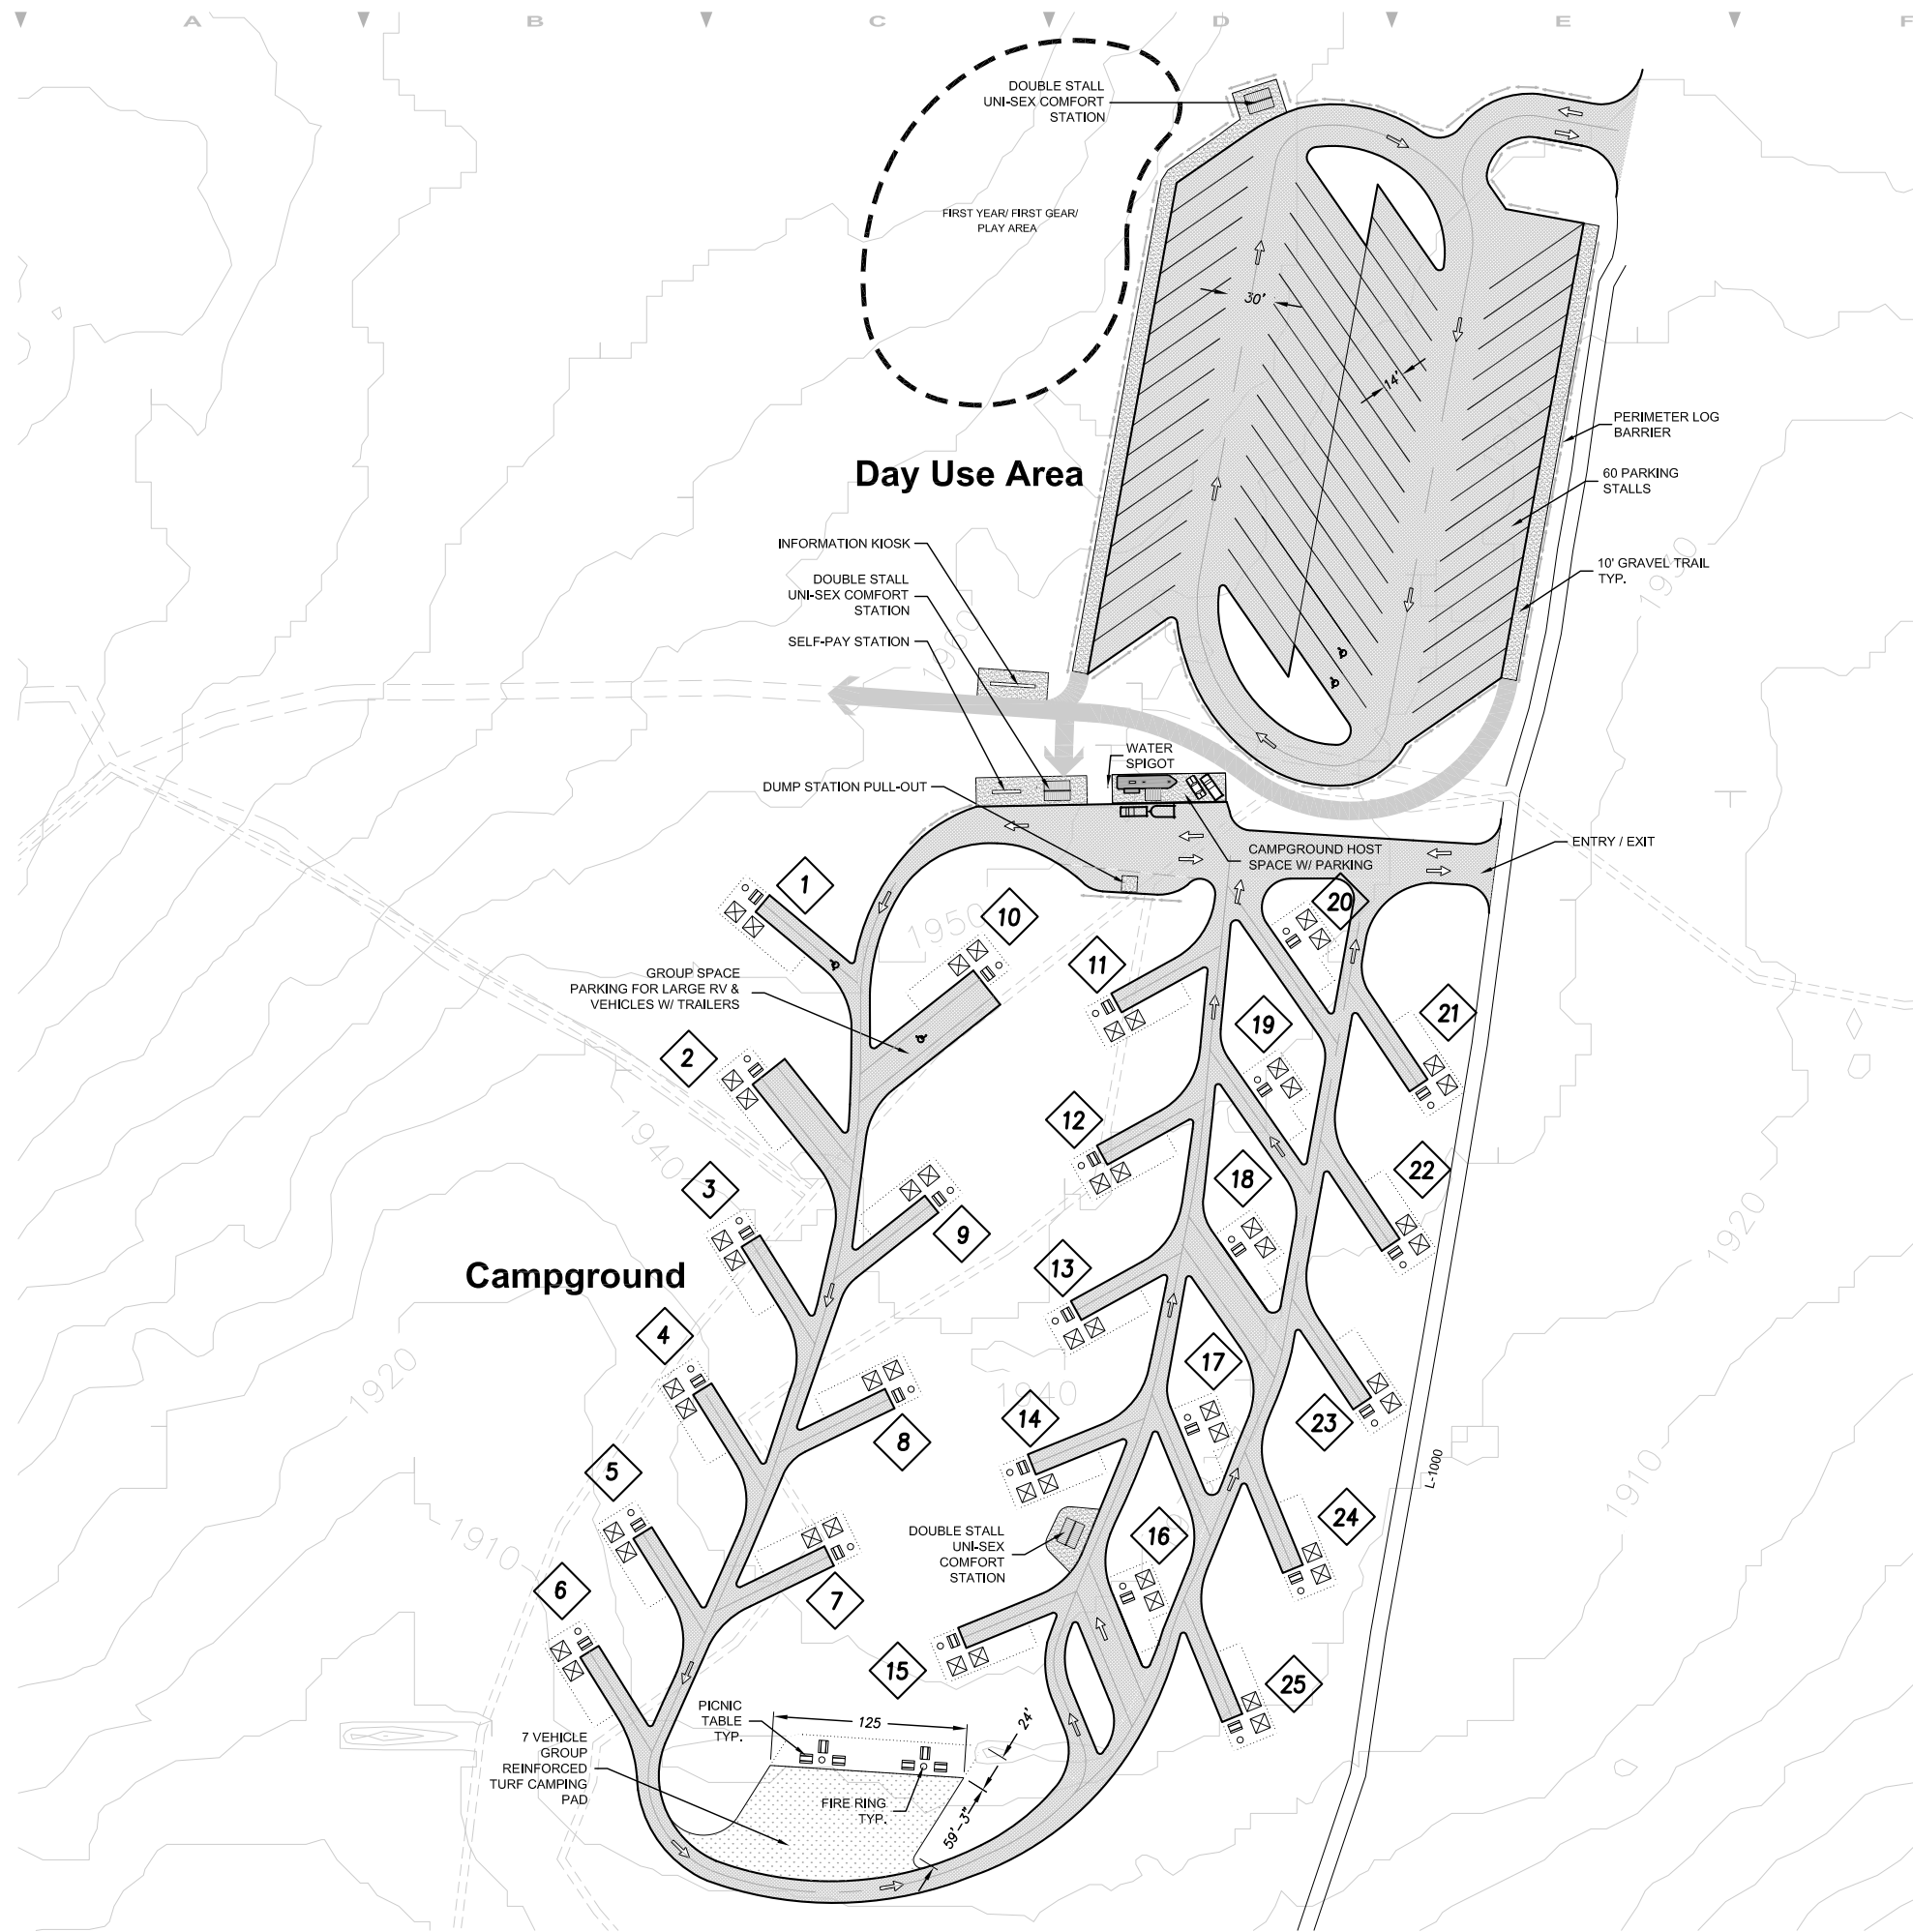 A B C D E F
DOUBLE STALL
UNI-SEX COMFORT
STATION
FIRST YEAR/ FIRST GEAR/
PLAY AREA
30'
14'
PERIMETER LOG
BARRIER
Day Use Area
60 PARKING
STALLS
INFORMATION KIOSK
10' GRAVEL TRAIL
TYP.
1910
DOUBLE STALL
UNI-SEX COMFORT
STATION
SELF-PAY STATION
1960
WATER
SPIGOT
DUMP STATION PULL-OUT
CAMPGROUND HOST
SPACE W/ PARKING
ENTRY / EXIT
1
10
20
1950
11
GROUP SPACE
PARKING FOR LARGE RV &
VEHICLES W/ TRAILERS
21
19
2
12
1940
18
22
3
9
1920
13
Campground
4
17
1920
1940
14
23
8
5
L-1000
1910
24
1910
DOUBLE STALL
UNI-SEX
COMFORT
STATION
16
6
7
15
25
PICNIC
TABLE
TYP.
125
24'
7 VEHICLE
GROUP
REINFORCED
TURF CAMPING
PAD
FIRE RING
TYP.
59'-3"